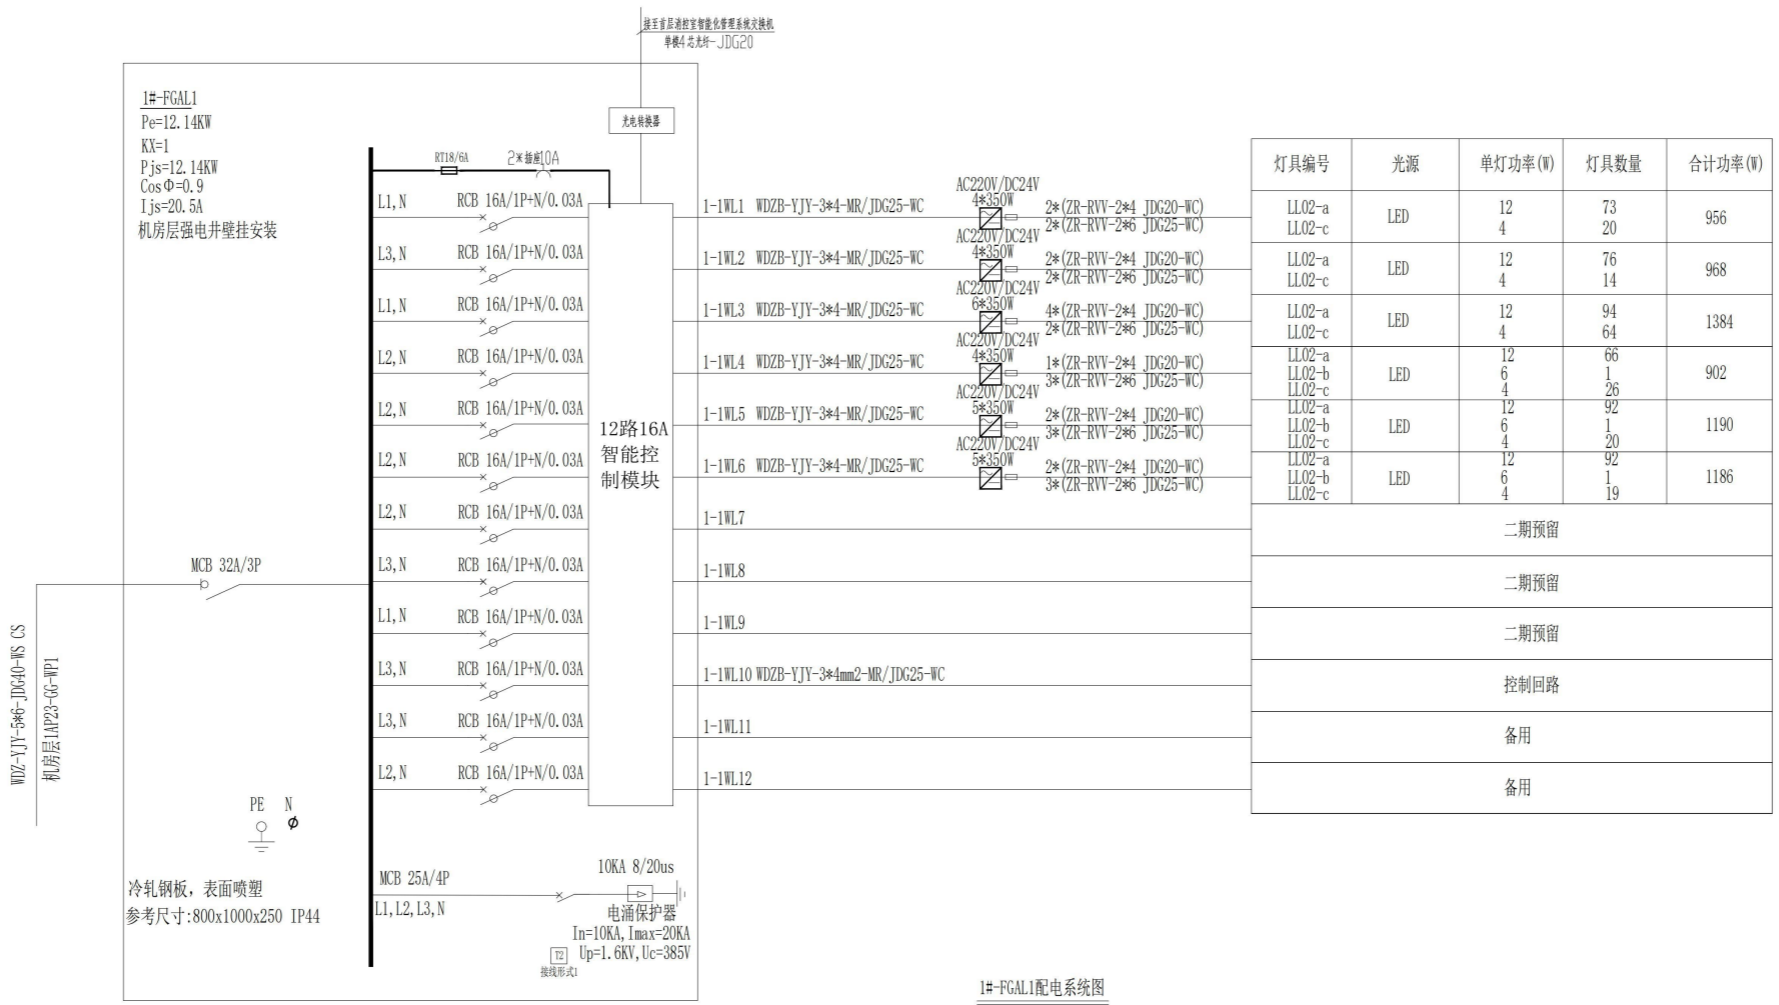 接至首层消控室智能化管理系统交换机
单模4芯光纤-JDG20
1#-FGAL1
Pe=12.14KW
KX=1
Pjs=12.14KW
CosΦ=0.9
Ijs=20.5A
机房层强电井壁挂安装
光电转换器
RT18/6A
2*插座10A
L1,N
RCB 16A/1P+N/0.03A
1-1WL1 WDZB-YJY-3*4-MR/JDG25-WC
AC220V/DC24V
4*350W
2*(ZR-RVV-2*4 JDG20-WC)
2*(ZR-RVV-2*6 JDG25-WC)
L3,N
RCB 16A/1P+N/0.03A
1-1WL2 WDZB-YJY-3*4-MR/JDG25-WC
AC220V/DC24V
4*350W
2*(ZR-RVV-2*4 JDG20-WC)
2*(ZR-RVV-2*6 JDG25-WC)
L1,N
RCB 16A/1P+N/0.03A
1-1WL3 WDZB-YJY-3*4-MR/JDG25-WC
AC220V/DC24V
6*350W
4*(ZR-RVV-2*4 JDG20-WC)
2*(ZR-RVV-2*6 JDG25-WC)
L2,N
RCB 16A/1P+N/0.03A
1-1WL4 WDZB-YJY-3*4-MR/JDG25-WC
AC220V/DC24V
4*350W
1*(ZR-RVV-2*4 JDG20-WC)
3*(ZR-RVV-2*6 JDG25-WC)
L2,N
RCB 16A/1P+N/0.03A
1-1WL5 WDZB-YJY-3*4-MR/JDG25-WC
AC220V/DC24V
5*350W
2*(ZR-RVV-2*4 JDG20-WC)
3*(ZR-RVV-2*6 JDG25-WC)
L2,N
RCB 16A/1P+N/0.03A
1-1WL6 WDZB-YJY-3*4-MR/JDG25-WC
AC220V/DC24V
5*350W
2*(ZR-RVV-2*4 JDG20-WC)
3*(ZR-RVV-2*6 JDG25-WC)
12路16A
智能控
制模块
L2,N
RCB 16A/1P+N/0.03A
1-1WL7
L3,N
RCB 16A/1P+N/0.03A
1-1WL8
L1,N
RCB 16A/1P+N/0.03A
1-1WL9
L3,N
RCB 16A/1P+N/0.03A
1-1WL10 WDZB-YJY-3*4mm2-MR/JDG25-WC
L3,N
RCB 16A/1P+N/0.03A
1-1WL11
L2,N
RCB 16A/1P+N/0.03A
1-1WL12
灯具编号 光源 单灯功率(W) 灯具数量 合计功率(W)
LL02-a 12 73
LED 956
LL02-c 4 20
LL02-a 12 76
LED 968
LL02-c 4 14
LL02-a 12 94
LED 1384
LL02-c 4 64
LL02-a 12 66
LL02-b LED 6 1 902
LL02-c 4 26
LL02-a 12 92
LL02-b LED 6 1 1190
LL02-c 4 20
LL02-a 12 92
LL02-b LED 6 1 1186
LL02-c 4 19
二期预留
二期预留
二期预留
控制回路
备用
备用
MCB 32A/3P
WDZ-YJY-5*6-JDG40-WS CS
机房层1AP23-GG-WP1
PE N
冷轧钢板，表面喷塑
参考尺寸:800x1000x250 IP44
MCB 25A/4P
L1,L2,L3,N
10KA 8/20us
电涌保护器
In=10KA,Imax=20KA
Up=1.6KV,Uc=385V
T2
接线形式1
1#-FGAL1配电系统图